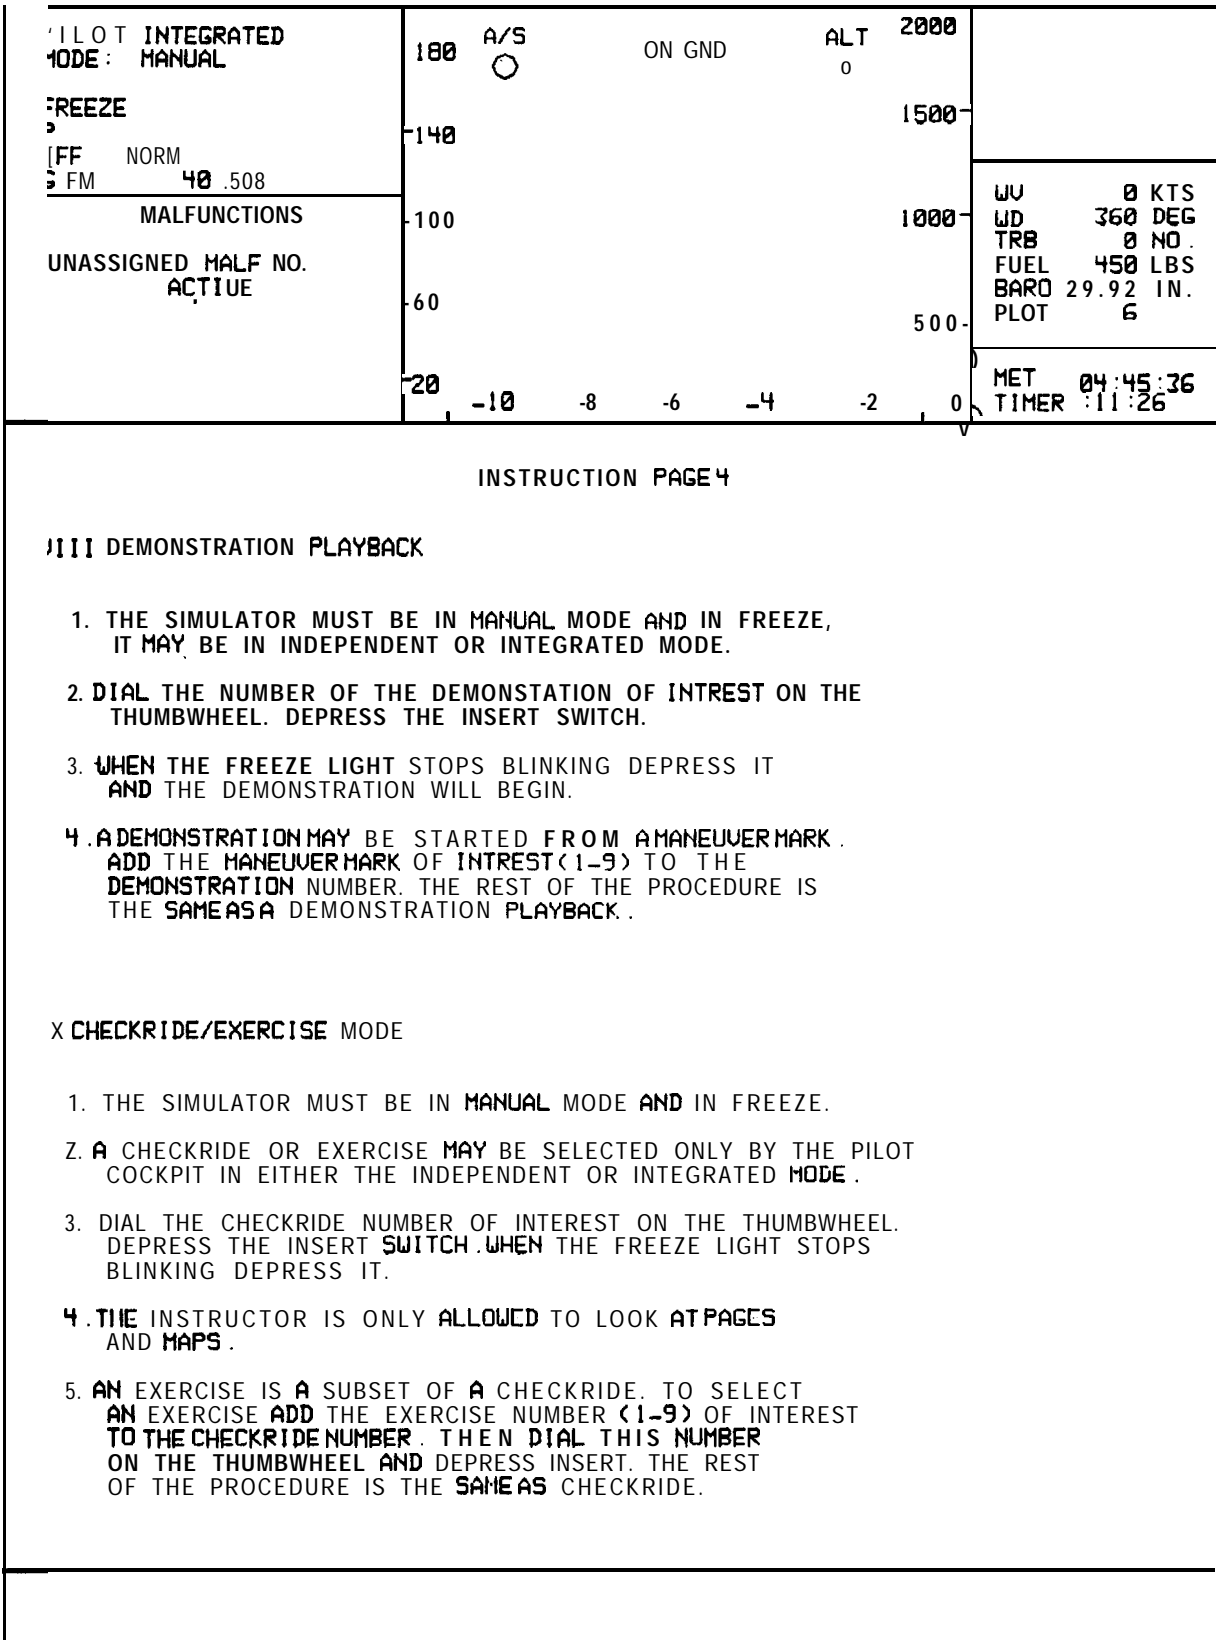 'ILOT INTEGRATED
MODE: MANUAL
FREEZE
P
IFF NORM
G FM 40 .508
MALFUNCTIONS
UNASSIGNED MALF NO.
ACTIUE
180 A/S ON GND ALT 2000
0
1500
140
100 1000
60
500
20
-10 -8 -6 -4 -2 0
WV 0 KTS
WD 360 DEG
TRB 0 NO.
FUEL 450 LBS
BARO 29.92 IN.
PLOT 6
MET 04:45:36
TIMER :11:26
V
INSTRUCTION PAGE 4
VIII DEMONSTRATION PLAYBACK
1. THE SIMULATOR MUST BE IN MANUAL MODE AND IN FREEZE,
IT MAY BE IN INDEPENDENT OR INTEGRATED MODE.
2. DIAL THE NUMBER OF THE DEMONSTATION OF INTREST ON THE
THUMBWHEEL. DEPRESS THE INSERT SWITCH.
3. WHEN THE FREEZE LIGHT STOPS BLINKING DEPRESS IT
AND THE DEMONSTRATION WILL BEGIN.
4. A DEMONSTRATION MAY BE STARTED FROM A MANEUVER MARK.
ADD THE MANEUVER MARK OF INTREST(1-9) TO THE
DEMONSTRATION NUMBER. THE REST OF THE PROCEDURE IS
THE SAME AS A DEMONSTRATION PLAYBACK.
X CHECKRIDE/EXERCISE MODE
1. THE SIMULATOR MUST BE IN MANUAL MODE AND IN FREEZE.
Z. A CHECKRIDE OR EXERCISE MAY BE SELECTED ONLY BY THE PILOT
COCKPIT IN EITHER THE INDEPENDENT OR INTEGRATED MODE.
3. DIAL THE CHECKRIDE NUMBER OF INTEREST ON THE THUMBWHEEL.
DEPRESS THE INSERT SWITCH. WHEN THE FREEZE LIGHT STOPS
BLINKING DEPRESS IT.
4. THE INSTRUCTOR IS ONLY ALLOWED TO LOOK AT PAGES
AND MAPS.
5. AN EXERCISE IS A SUBSET OF A CHECKRIDE. TO SELECT
AN EXERCISE ADD THE EXERCISE NUMBER (1-9) OF INTEREST
TO THE CHECKRIDE NUMBER. THEN DIAL THIS NUMBER
ON THE THUMBWHEEL AND DEPRESS INSERT. THE REST
OF THE PROCEDURE IS THE SAME AS CHECKRIDE.